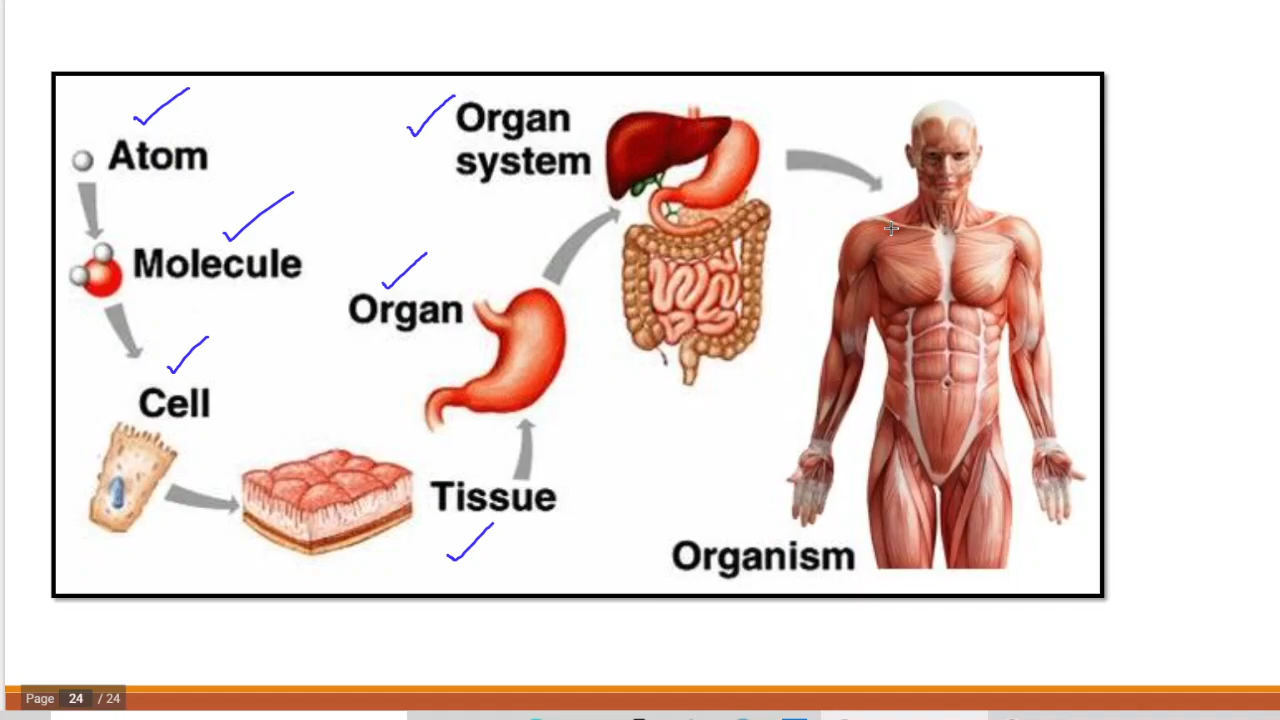 Atom
Molecule
Cell
Tissue
Organ
Organ
system
Organism
Page 24 / 24